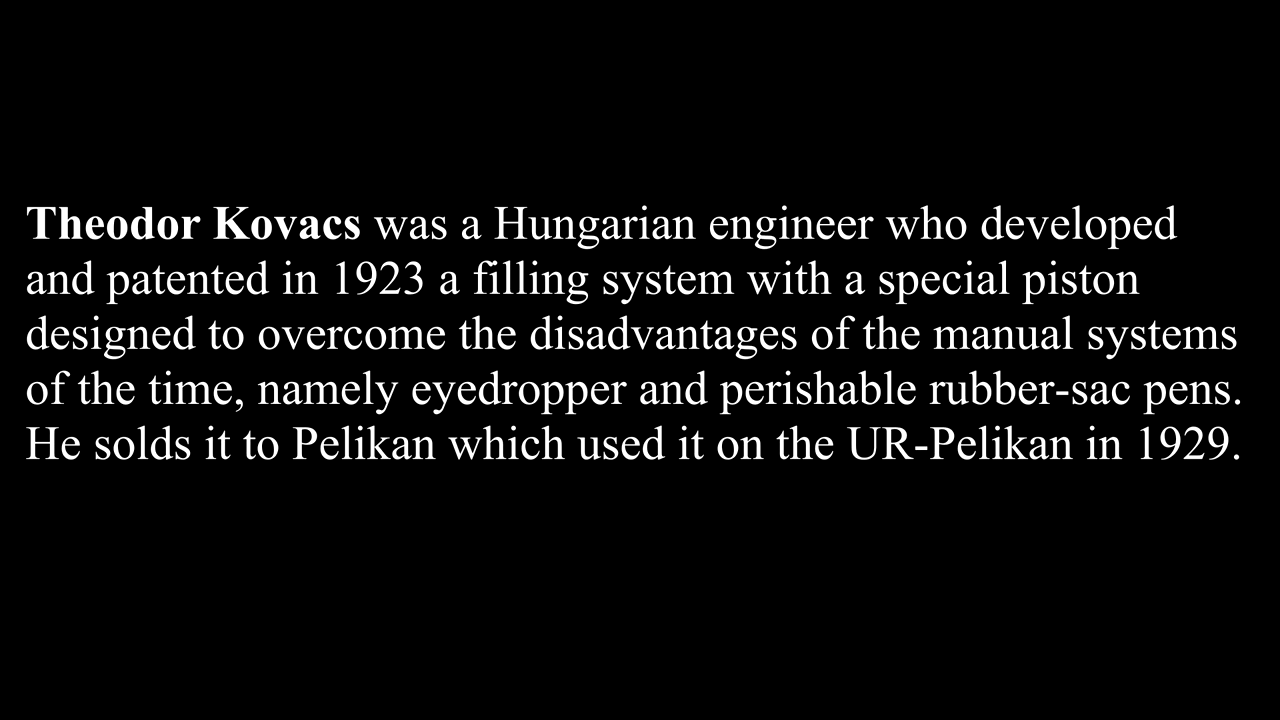 Theodor Kovacs was a Hungarian engineer who developed
and patented in 1923 a filling system with a special piston
designed to overcome the disadvantages of the manual systems
of the time, namely eyedropper and perishable rubber-sac pens.
He solds it to Pelikan which used it on the UR-Pelikan in 1929.